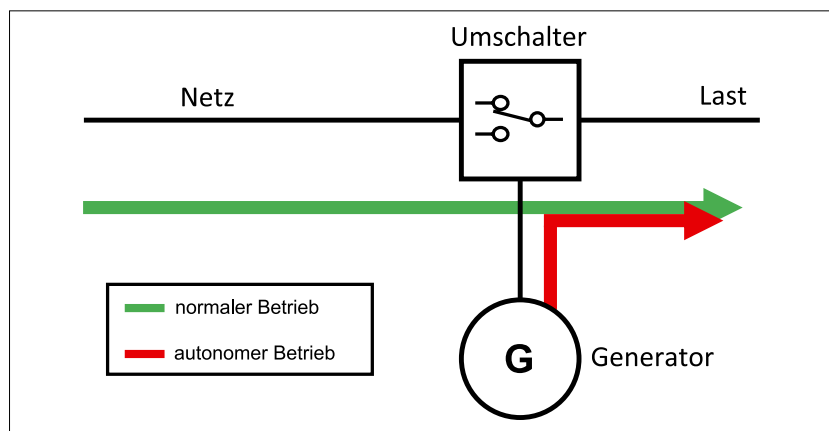 Umschalter
Netz
Last
normaler Betrieb
autonomer Betrieb
G
Generator